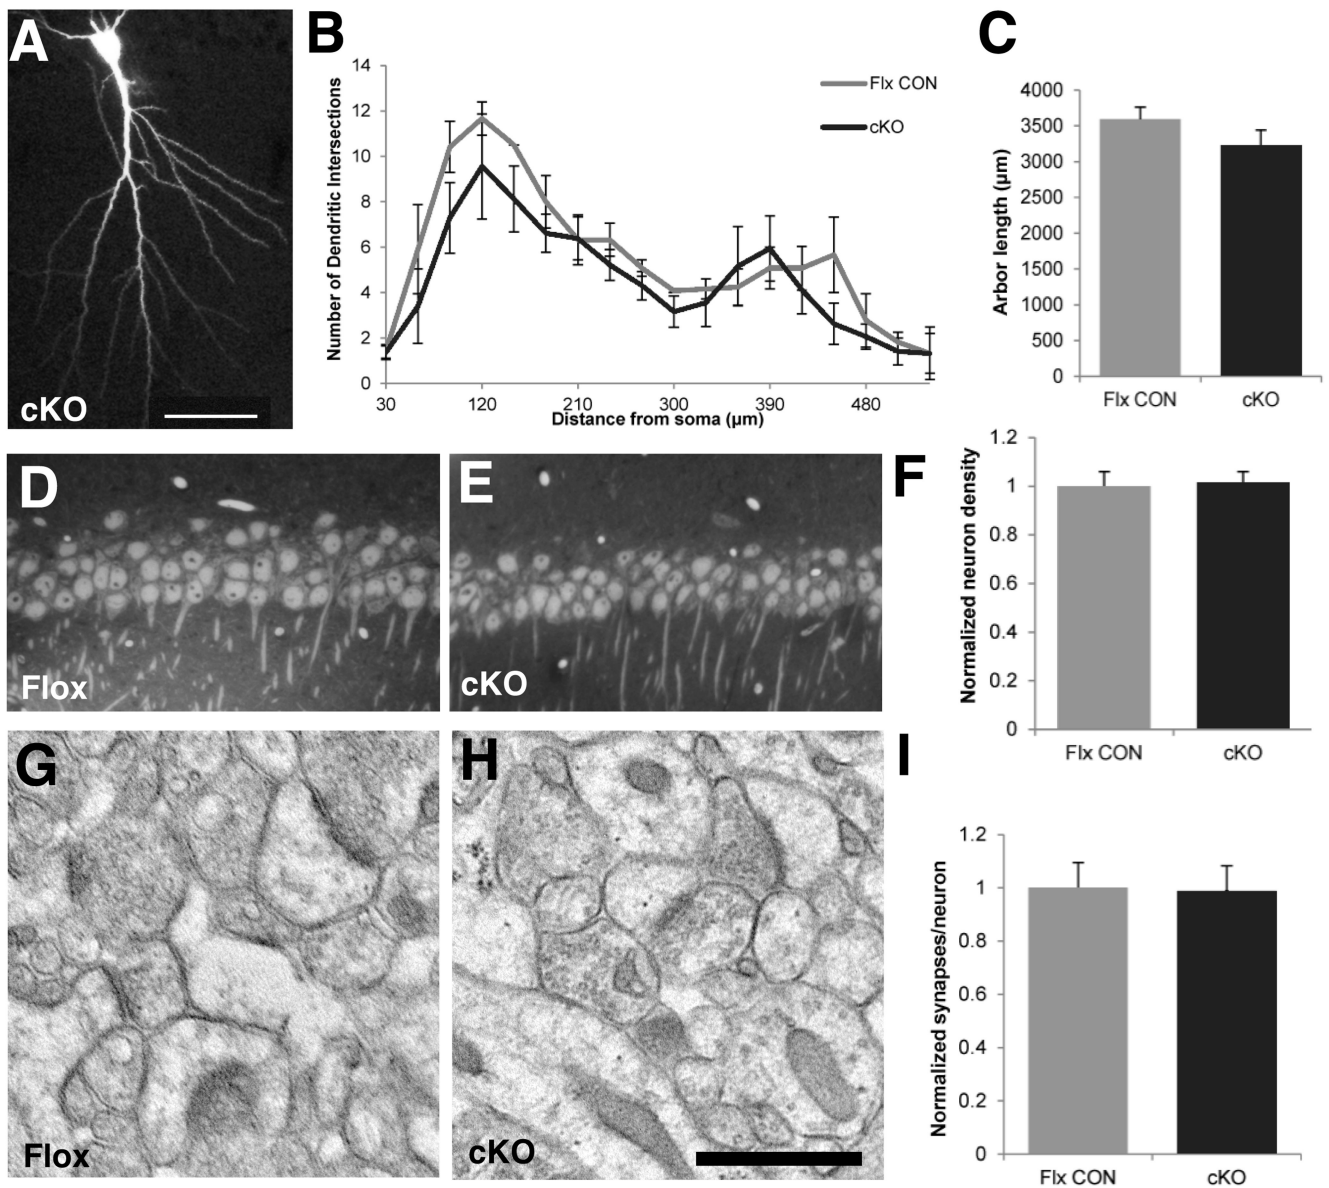 A
cKO
B
Number of Dendritic Intersections
14
12
10
8
6
4
2
0
30 120 210 300 390 480
Distance from soma (µm)
Flx CON
cKO
C
Arbor length (µm)
4000
3500
3000
2500
2000
1500
1000
500
0
Flx CON cKO
D
Flox
E
cKO
F
Normalized neuron density
1.2
1
0.8
0.6
0.4
0.2
0
Flx CON cKO
G
Flox
H
cKO
I
Normalized synapses/neuron
1.2
1
0.8
0.6
0.4
0.2
0
Flx CON cKO